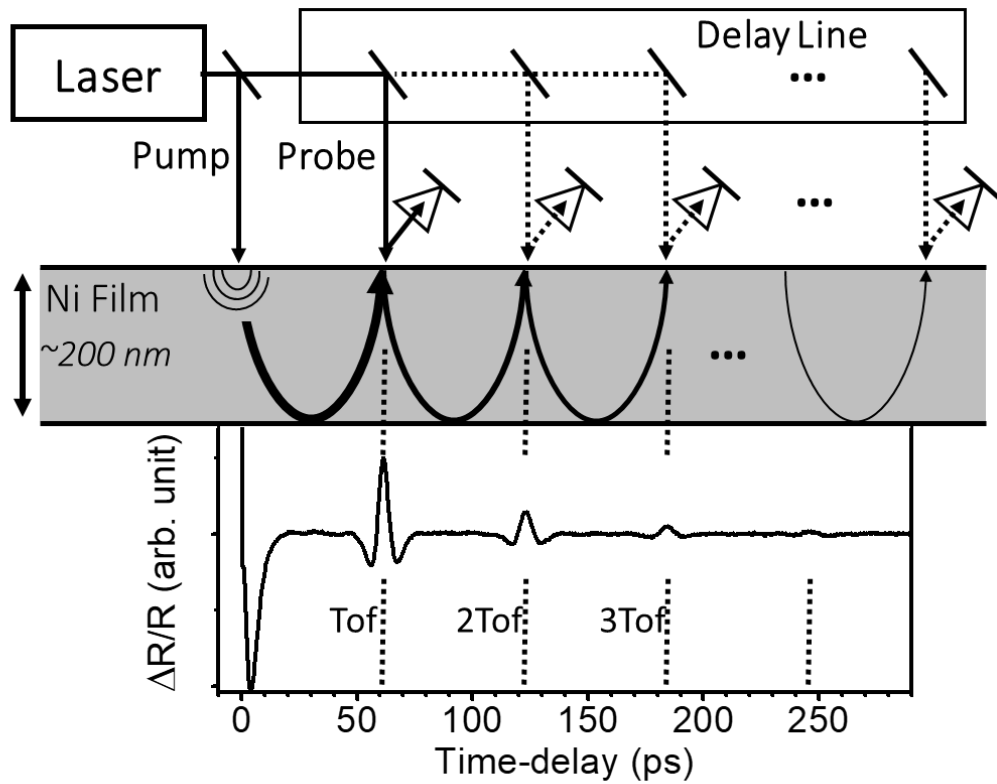 Delay Line
Laser
...
Pump
Probe
...
Ni Film
~200 nm
...
ΔR/R (arb. unit)
Tof
2Tof
3Tof
0
50
100
150
200
250
Time-delay (ps)